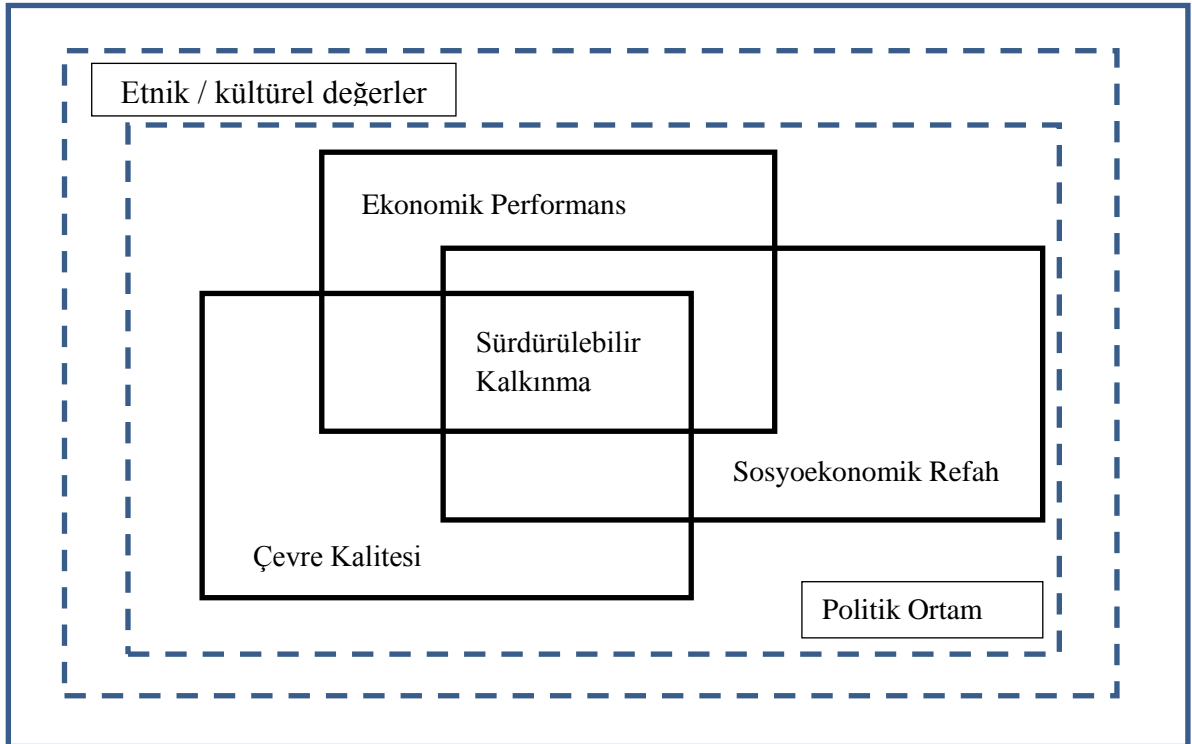 Etnik / kültürel değerler
Ekonomik Performans
Sürdürülebilir
Kalkınma
Sosyoekonomik Refah
Çevre Kalitesi
Politik Ortam